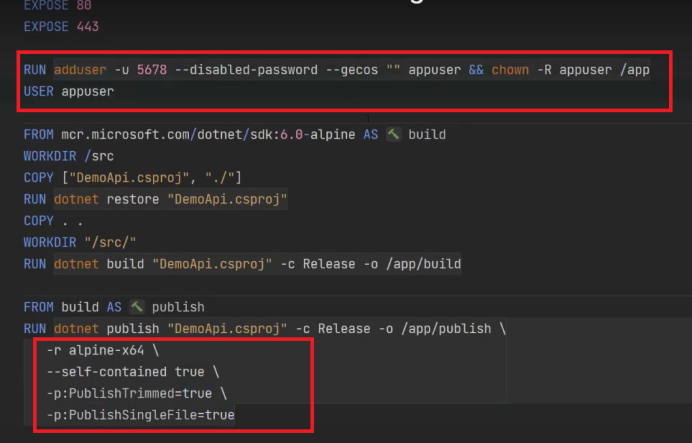 EXPOSE 80
EXPOSE 443
RUN adduser -u 5678 --disabled-password --gecos "" appuser && chown -R appuser /app
USER appuser
FROM mcr.microsoft.com/dotnet/sdk:6.0-alpine AS build
WORKDIR /src
COPY ["DemoApi.csproj", "./"]
RUN dotnet restore "DemoApi.csproj"
COPY . .
WORKDIR "/src/"
RUN dotnet build "DemoApi.csproj" -c Release -o /app/build
FROM build AS publish
RUN dotnet publish "DemoApi.csproj" -c Release -o /app/publish \
-r alpine-x64 \
--self-contained true \
-p:PublishTrimmed=true \
-p:PublishSingleFile=true